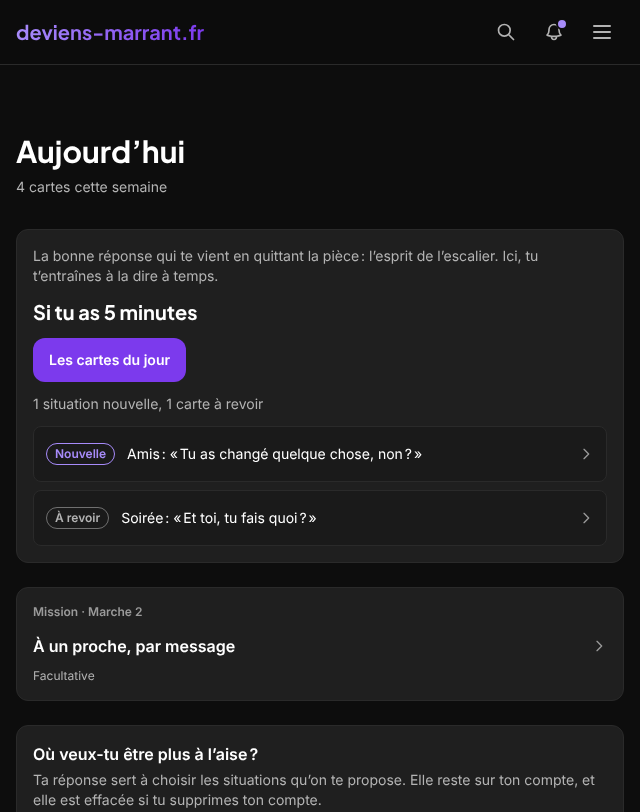 deviens-marrant.fr
Aujourd’hui
4 cartes cette semaine
La bonne réponse qui te vient en quittant la pièce : l’esprit de l’escalier. Ici, tu
t’entraînes à la dire à temps.
Si tu as 5 minutes
Les cartes du jour
1 situation nouvelle, 1 carte à revoir
Nouvelle Amis : « Tu as changé quelque chose, non ? »
À revoir Soirée : « Et toi, tu fais quoi ? »
Mission · Marche 2
À un proche, par message
Facultative
Où veux-tu être plus à l’aise ?
Ta réponse sert à choisir les situations qu’on te propose. Elle reste sur ton compte, et
elle est effacée si tu supprimes ton compte.